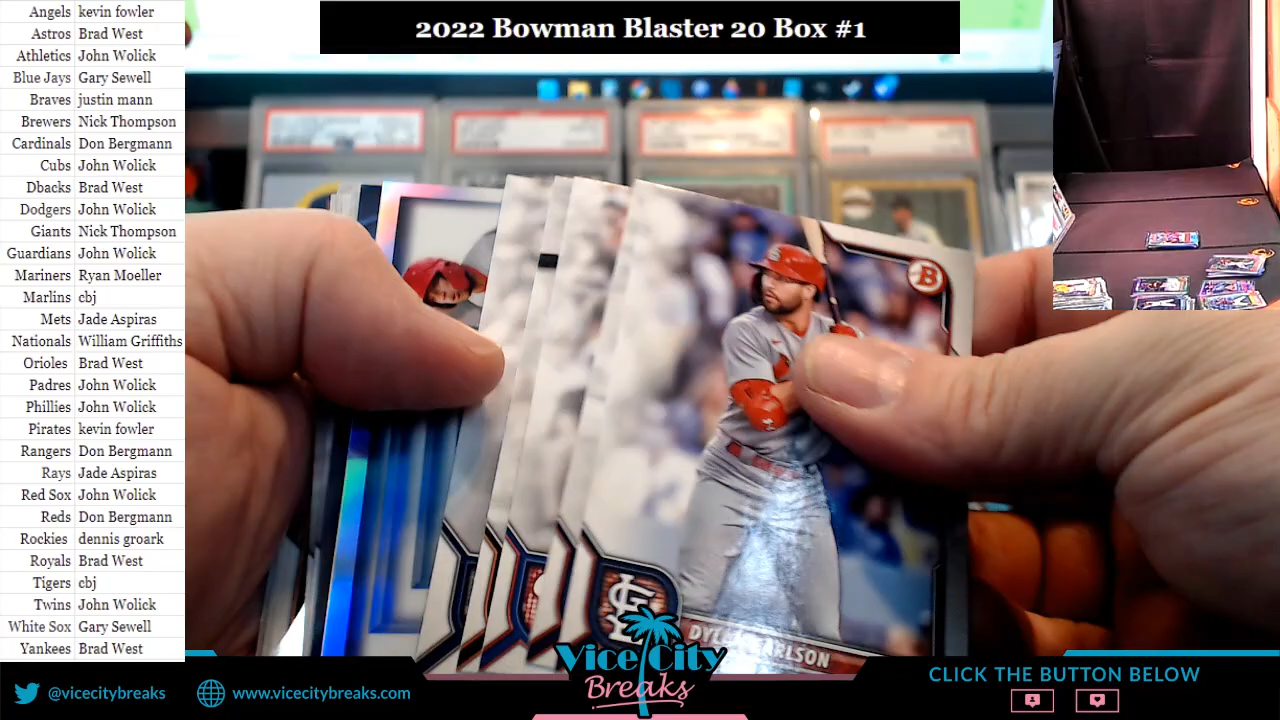 2022 Bowman Blaster 20 Box #1
Angels kevin fowler
Astros Brad West
Athletics John Wolick
Blue Jays Gary Sewell
Braves justin mann
Brewers Nick Thompson
Cardinals Don Bergmann
Cubs John Wolick
Dbacks Brad West
Dodgers John Wolick
Giants Nick Thompson
Guardians John Wolick
Mariners Ryan Moeller
Marlins cbj
Mets Jade Aspiras
Nationals William Griffiths
Orioles Brad West
Padres John Wolick
Phillies John Wolick
Pirates kevin fowler
Rangers Don Bergmann
Rays Jade Aspiras
Red Sox John Wolick
Reds Don Bergmann
Rockies dennis groark
Royals Brad West
Tigers cbj
Twins John Wolick
White Sox Gary Sewell
Yankees Brad West
B
Vice City
Breaks
@vicecitybreaks
www.vicecitybreaks.com
CLICK THE BUTTON BELOW